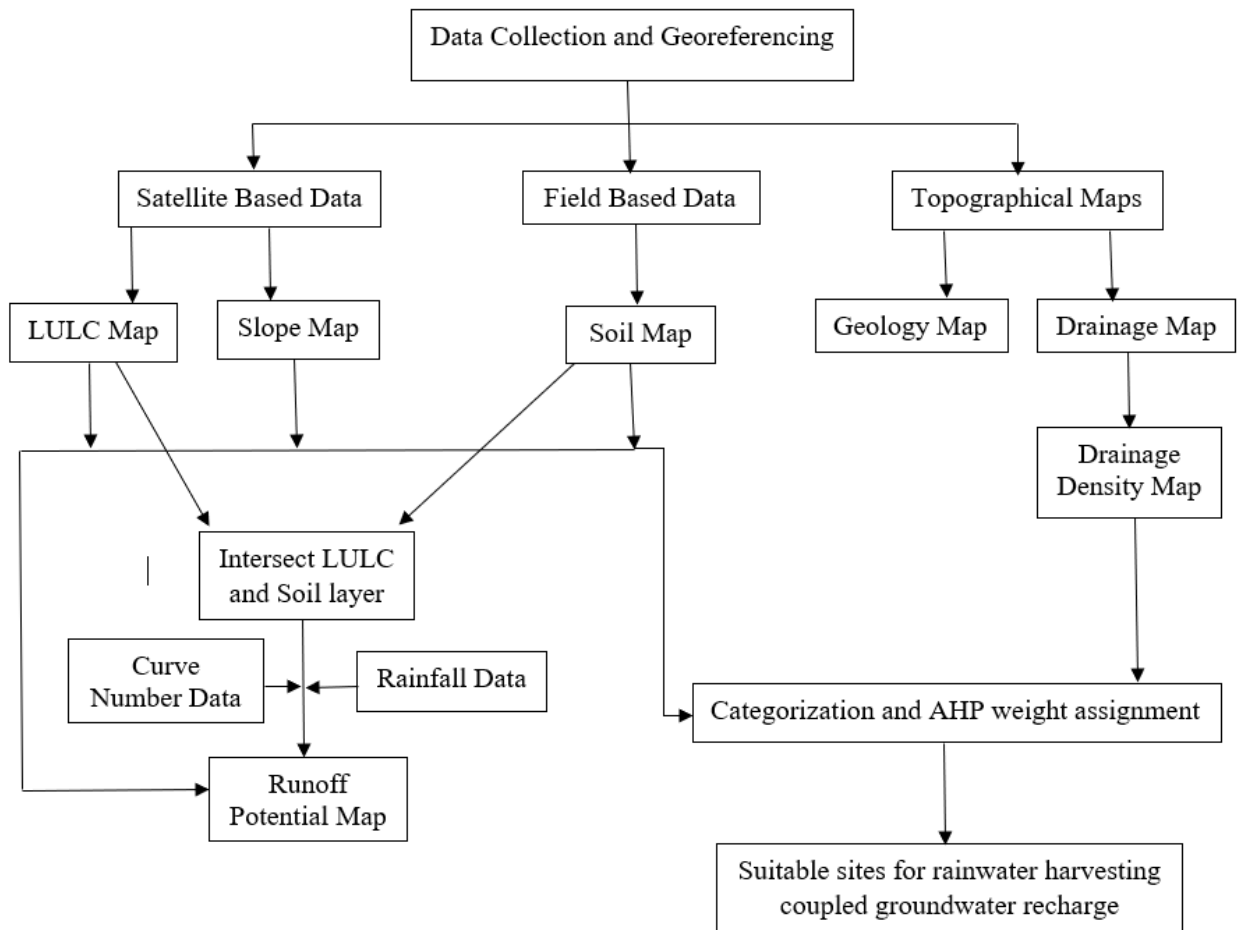 Data Collection and Georeferencing
Satellite Based Data
Field Based Data
Topographical Maps
LULC Map
Slope Map
Soil Map
Geology Map
Drainage Map
Drainage
Density Map
Intersect LULC
and Soil layer
Curve
Number Data
Rainfall Data
Categorization and AHP weight assignment
Runoff
Potential Map
Suitable sites for rainwater harvesting
coupled groundwater recharge